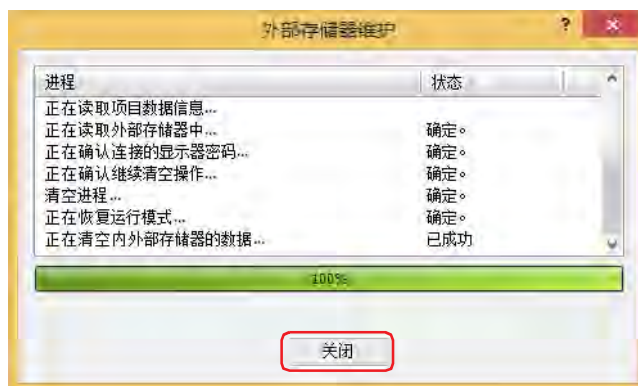 外部存储器维护 ?
进程 状态
正在读取项目数据信息...
正在读取外部存储器中... 确定。
正在确认连接的显示器密码... 确定。
正在确认继续清空操作... 确定。
清空进程... 确定。
正在恢复运行模式... 确定。
正在清空内外部存储器的数据... 已成功
100%
关闭